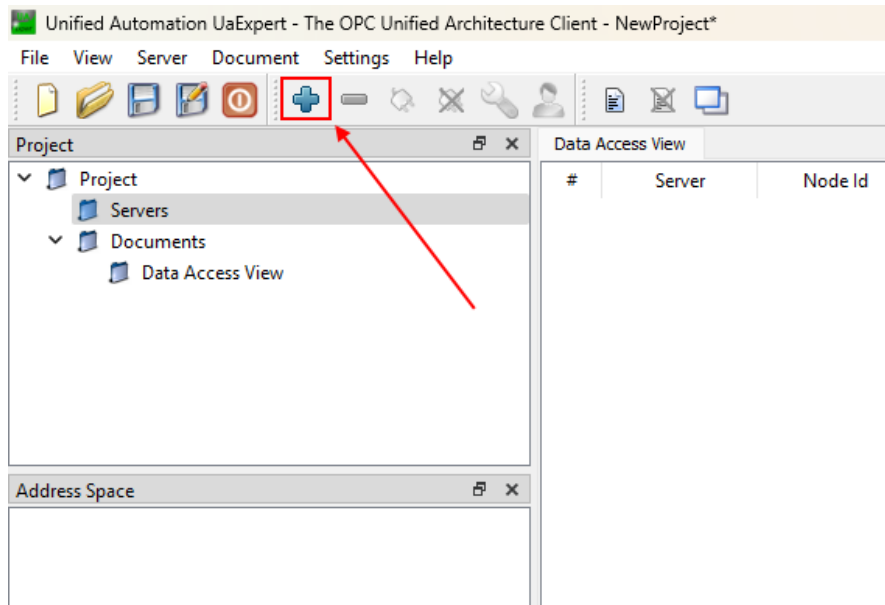 Unified Automation UaExpert - The OPC Unified Architecture Client - NewProject*
File View Server Document Settings Help
Project
Data Access View
Project
# Server Node Id
Servers
Documents
Data Access View
Address Space